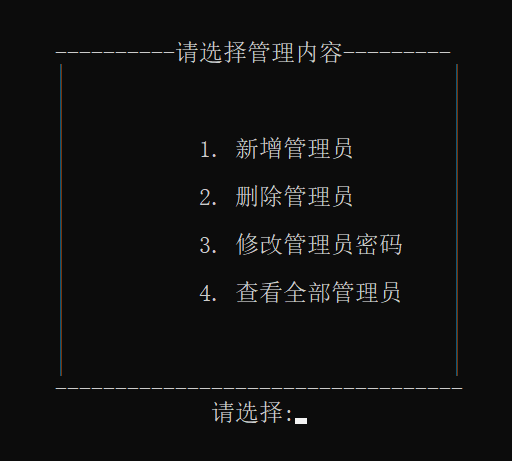 ----------请选择管理内容---------
1. 新增管理员
2. 删除管理员
3. 修改管理员密码
4. 查看全部管理员
----------------------------------
请选择: